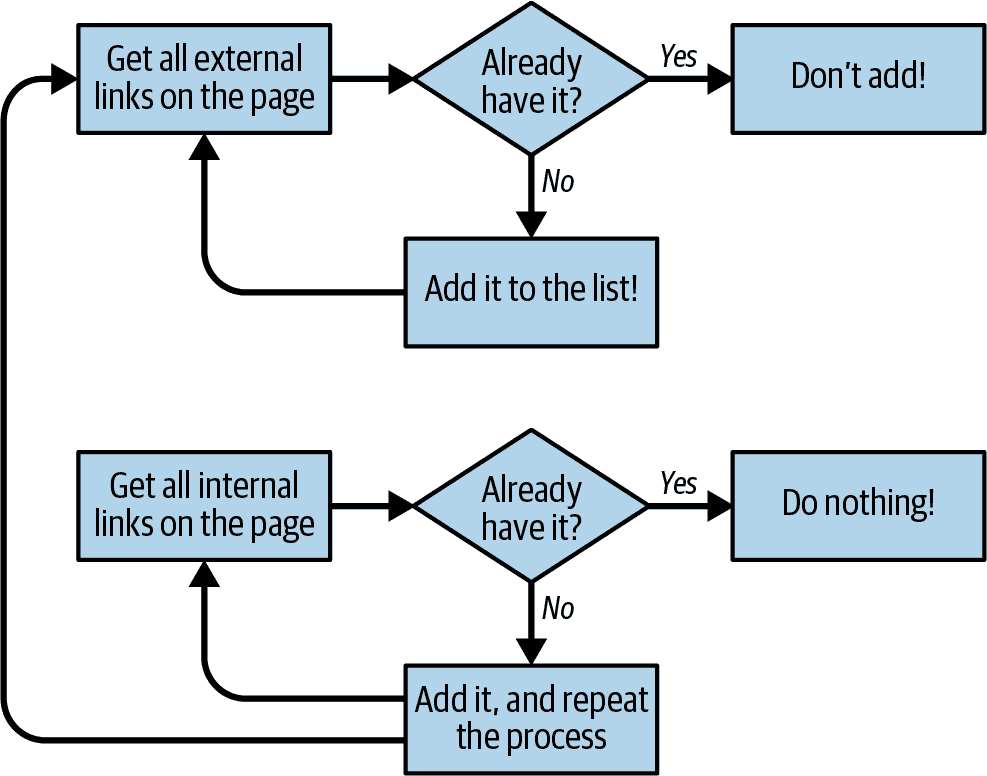 Get all external
links on the page
Already
have it?
Yes
Don’t add!
No
Add it to the list!
Get all internal
links on the page
Already
have it?
Yes
Do nothing!
No
Add it, and repeat
the process